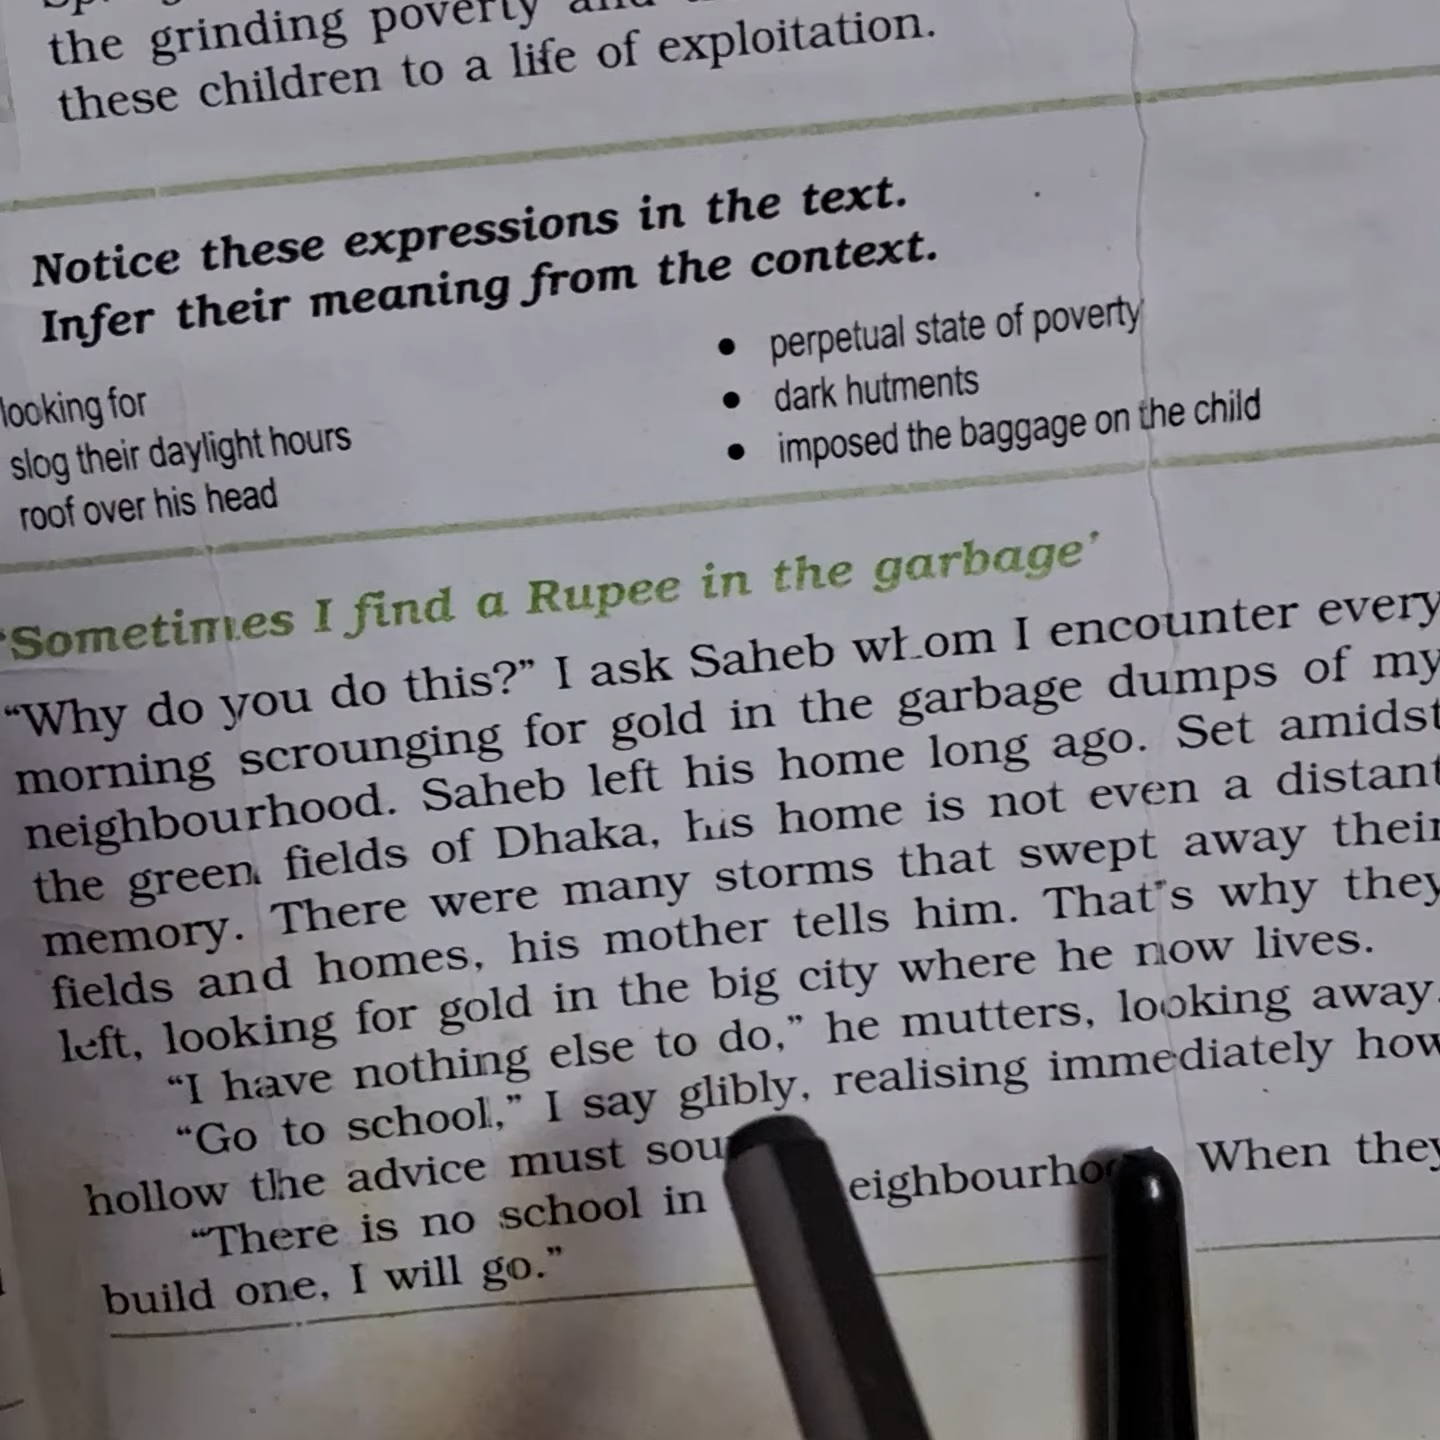 the grinding poverty
these children to a life of exploitation.
Notice these expressions in the text.
Infer their meaning from the context.
looking for
slog their daylight hours
roof over his head
• perpetual state of poverty
• dark hutments
• imposed the baggage on the child
‘Sometimes I find a Rupee in the garbage’
“Why do you do this?” I ask Saheb whom I encounter every
morning scrounging for gold in the garbage dumps of my
neighbourhood. Saheb left his home long ago. Set amidst
the green fields of Dhaka, his home is not even a distant
memory. There were many storms that swept away their
fields and homes, his mother tells him. That’s why they
left, looking for gold in the big city where he now lives.
“I have nothing else to do,” he mutters, looking away.
“Go to school,” I say glibly, realising immediately how
hollow the advice must
“There is no school in When they
build one, I will go.”